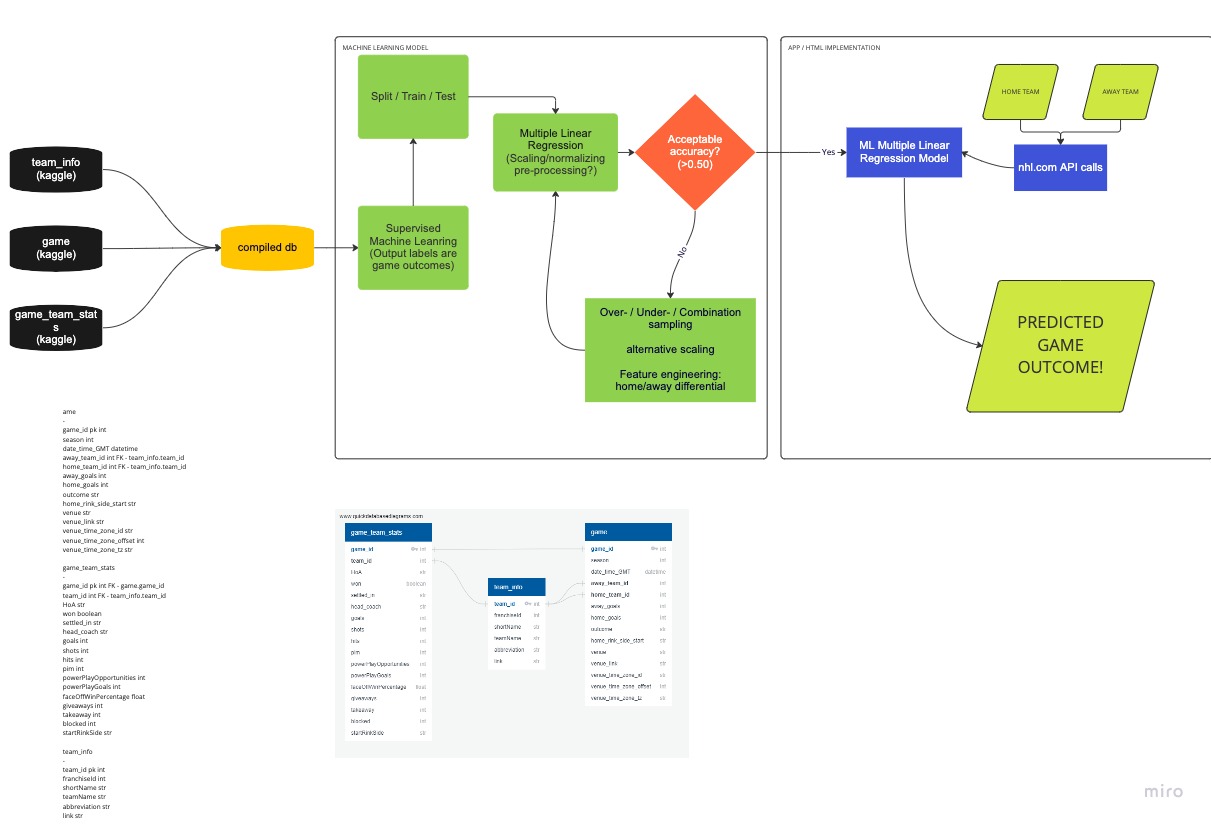 MACHINE LEARNING MODEL
APP / HTML IMPLEMENTATION
team_info
(kaggle)
game
(kaggle)
game_team_stat
s
(kaggle)
compiled db
Split / Train / Test
Supervised
Machine Leanring
(Output labels are
game outcomes)
Multiple Linear
Regression
(Scaling/normalizing
pre-processing?)
Acceptable
accuracy?
(>0.50)
Yes
No
Over- / Under- / Combination
sampling
alternative scaling
Feature engineering:
home/away differential
HOME TEAM
AWAY TEAM
ML Multiple Linear
Regression Model
nhl.com API calls
PREDICTED
GAME
OUTCOME!
ame
-
game_id pk int
season int
date_time_GMT datetime
away_team_id int FK - team_info.team_id
home_team_id int FK - team_info.team_id
away_goals int
home_goals int
outcome str
home_rink_side_start str
venue str
venue_link str
venue_time_zone_id str
venue_time_zone_offset int
venue_time_zone_tz str
game_team_stats
-
game_id pk int FK - game.game_id
team_id int FK - team_info.team_id
HoA str
won boolean
settled_in str
head_coach str
goals int
shots int
hits int
pim int
powerPlayOpportunities int
powerPlayGoals int
faceOffWinPercentage float
giveaways int
takeaway int
blocked int
startRinkSide str
team_info
-
team_id pk int
franchiseId int
shortName str
teamName str
abbreviation str
link str
www.quickdatabasediagrams.com
game_team_stats
game_id int
team_id int
HoA str
won boolean
settled_in str
head_coach str
goals int
shots int
hits int
pim int
powerPlayOpportunities int
powerPlayGoals int
faceOffWinPercentage float
giveaways int
takeaway int
blocked int
startRinkSide str
team_info
team_id str
franchiseId int
shortName str
teamName str
abbreviation str
link str
game
game_id int
season int
date_time_GMT datetime
away_team_id int
home_team_id int
away_goals int
home_goals int
outcome str
home_rink_side_start str
venue str
venue_link str
venue_time_zone_id str
venue_time_zone_offset int
venue_time_zone_tz str
miro